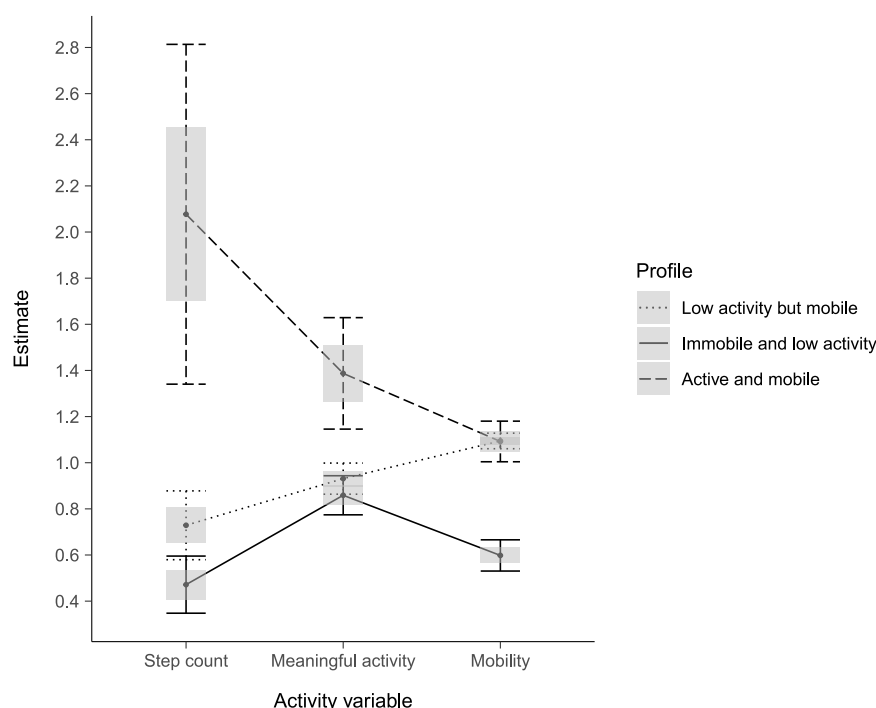 2.8
2.6
2.4
2.2
2.0
1.8
1.6
1.4
1.2
1.0
0.8
0.6
0.4
Estimate
Step count
Meaningful activity
Mobility
Activity variable
Profile
Low activity but mobile
Immobile and low activity
Active and mobile